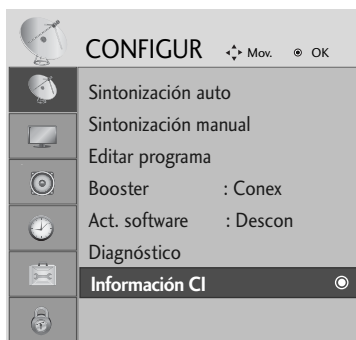 CONFIGUR Mov. OK
Sintonización auto
Sintonización manual
Editar programa
Booster : Conex
Act. software : Descon
Diagnóstico
Información CI